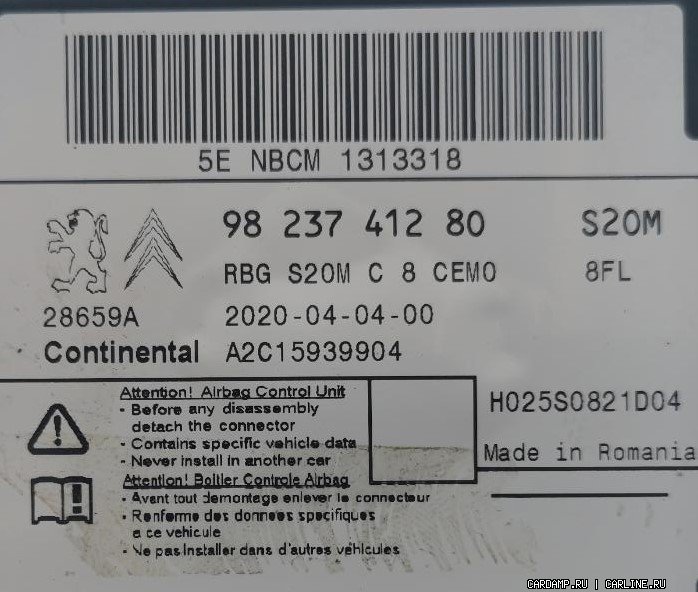 5E NBCM 1313318
98 237 412 80 S20M
RBG S20M C 8 CEMO 8FL
28659A 2020-04-04-00
Continental A2C15939904
Attention! Airbag Control Unit
- Before any disassembly
detach the connector
- Contains specific vehicle data
- Never install in another car
Attention! Boitier Controle Airbag
- Avant tout demontage enlever le connecteur
- Renferme des donnees specifiques
a ce vehicule
- Ne pas installer dans d'autres véhicules
H025S0821D04
Made in Romania
CARDAMP.RU | CARLINE.RU